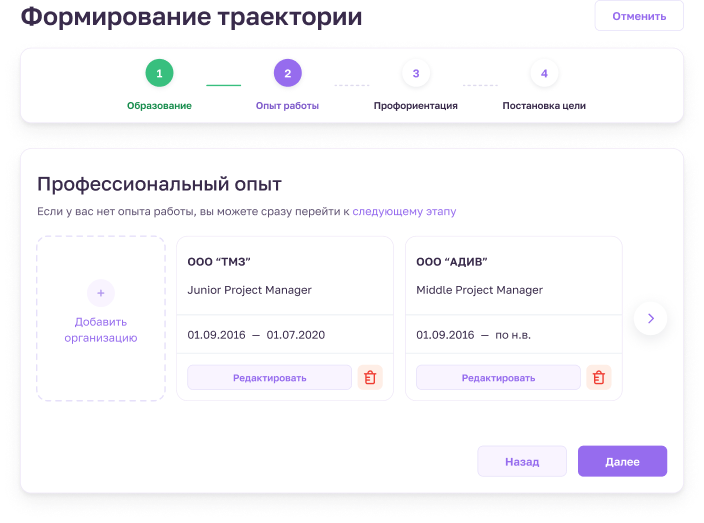 Формирование траектории
Отменить
1
2
3
4
Образование
Опыт работы
Профориентация
Постановка цели
Профессиональный опыт
Если у вас нет опыта работы, вы можете сразу перейти к следующему этапу
+
Добавить
организацию
ООО “ТМЗ”
Junior Project Manager
01.09.2016 — 01.07.2020
Редактировать
ООО “АДИВ”
Middle Project Manager
01.09.2016 — по н.в.
Редактировать
Назад
Далее